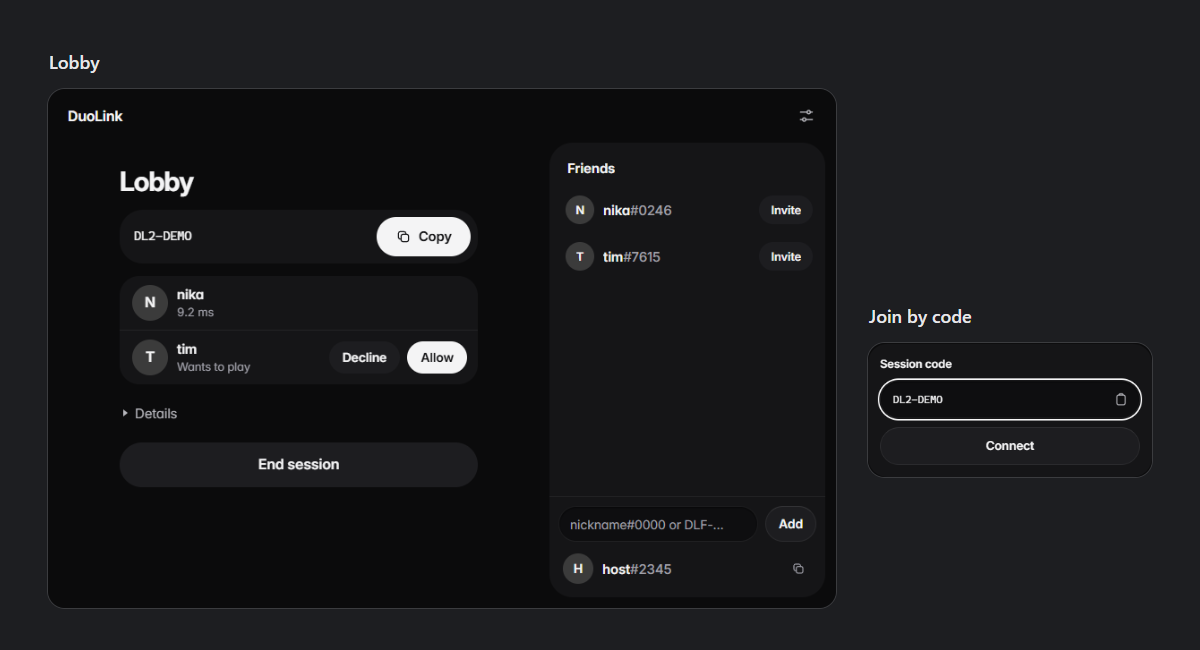 Lobby
DuoLink
Lobby
DL2-DEMO
Copy
N
nika
9.2 ms
T
tim
Wants to play
Decline
Allow
Details
End session
Friends
N
nika#0246
Invite
T
tim#7615
Invite
nickname#0000 or DLF-...
Add
H
host#2345
Join by code
Session code
DL2-DEMO
Connect